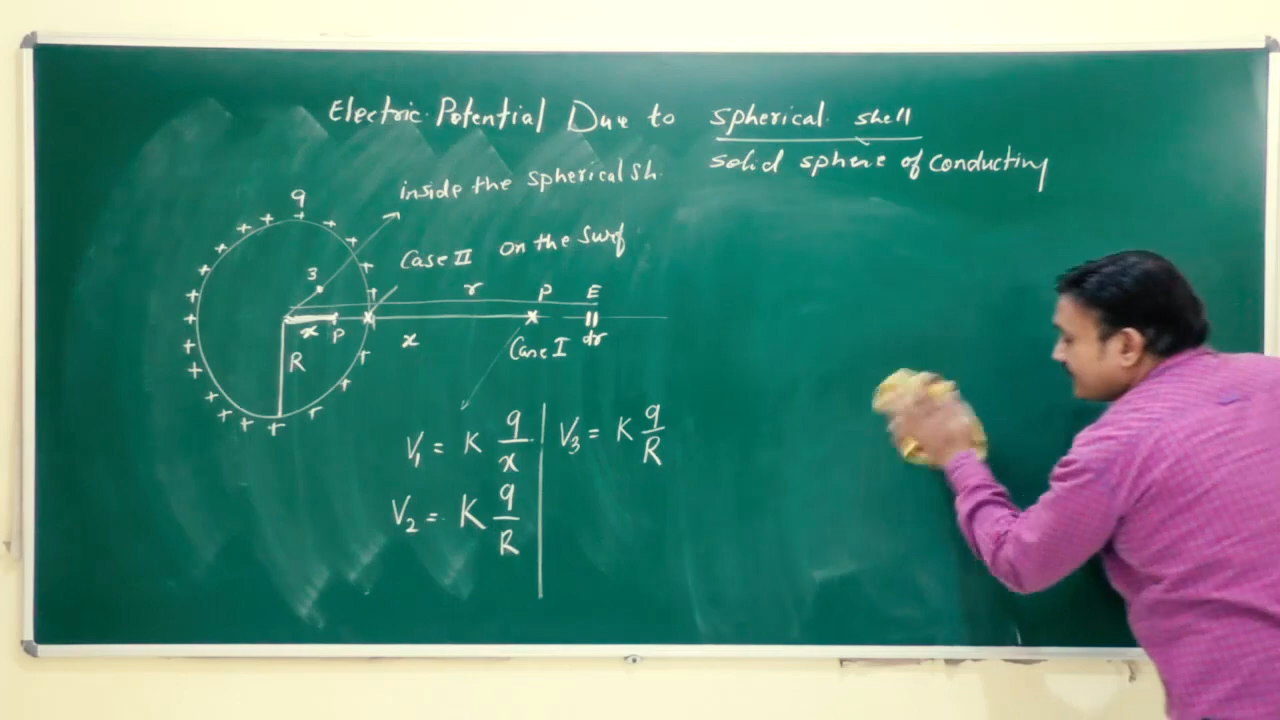 Electric Potential Due to spherical shell
solid sphere of conducting
inside the spherical sh.
q
Case II on the surf
3
r P E
x P
x
Case I dr
R
V₁ = K q/x
V₃ = K q/R
V₂ = K q/R